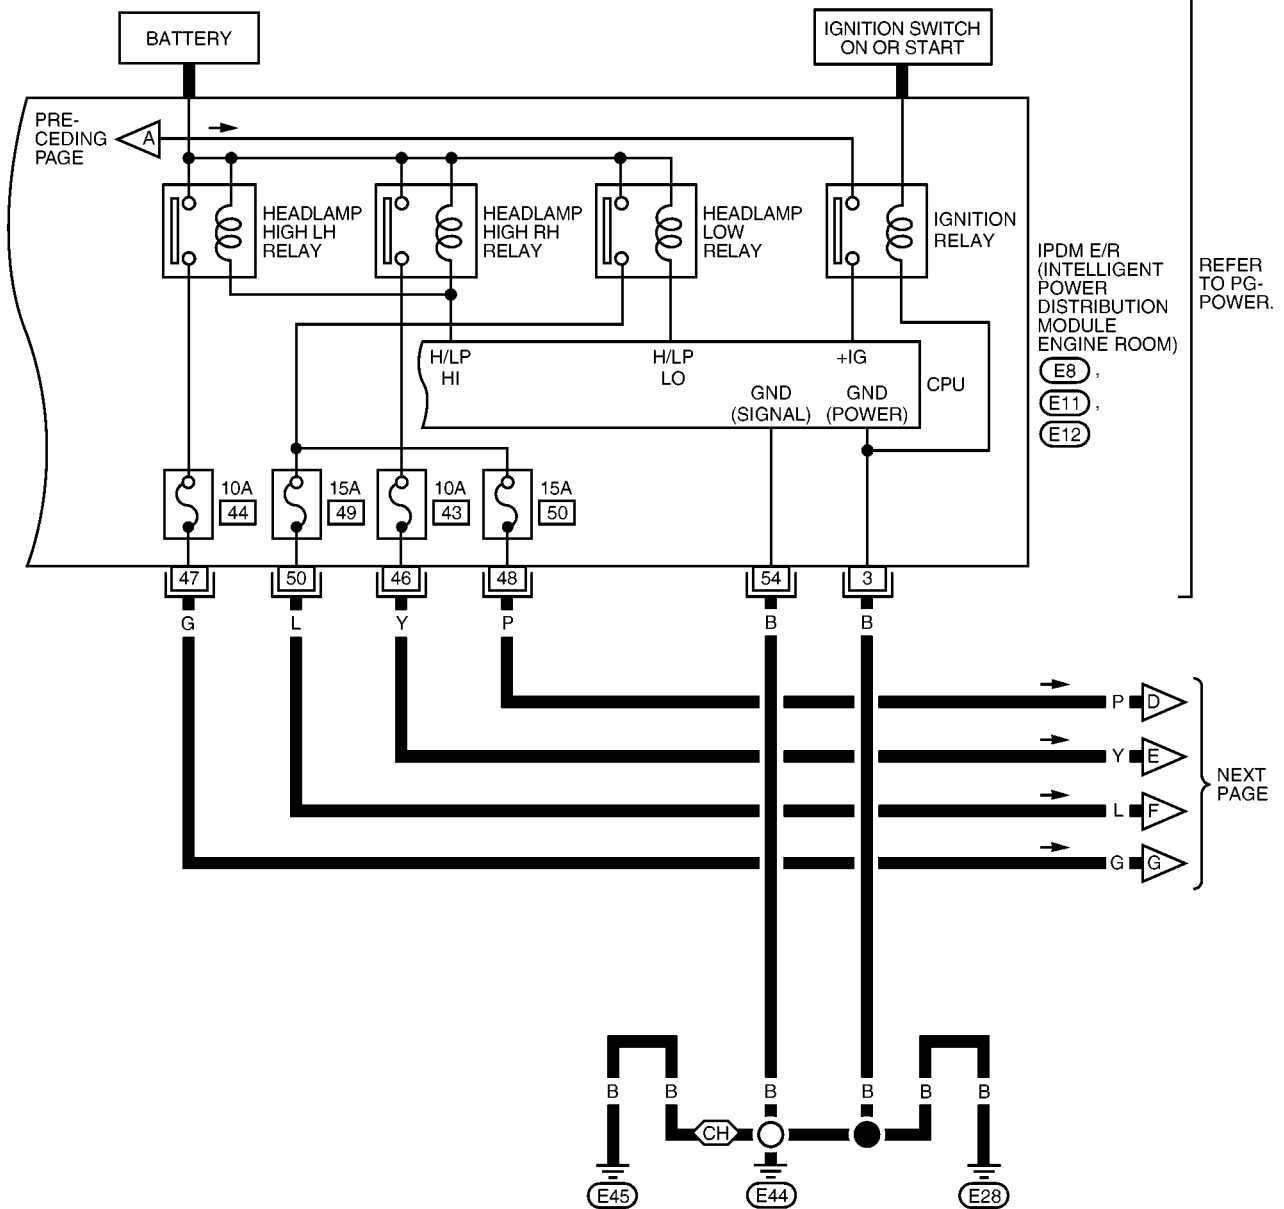 BATTERY
IGNITION SWITCH
ON OR START
PRE-
CEDING
PAGE
A
HEADLAMP
HIGH LH
RELAY
HEADLAMP
HIGH RH
RELAY
HEADLAMP
LOW
RELAY
IGNITION
RELAY
IPDM E/R
(INTELLIGENT
POWER
DISTRIBUTION
MODULE
ENGINE ROOM)
E8 ,
E11 ,
E12
REFER
TO PG-
POWER.
H/LP
HI
H/LP
LO
+IG
CPU
GND
(SIGNAL)
GND
(POWER)
10A
44
15A
49
10A
43
15A
50
47
50
46
48
54
3
G
L
Y
P
B
B
P
D
Y
E
L
F
G
G
NEXT
PAGE
B
B
B
B
B
B
CH
E45
E44
E28